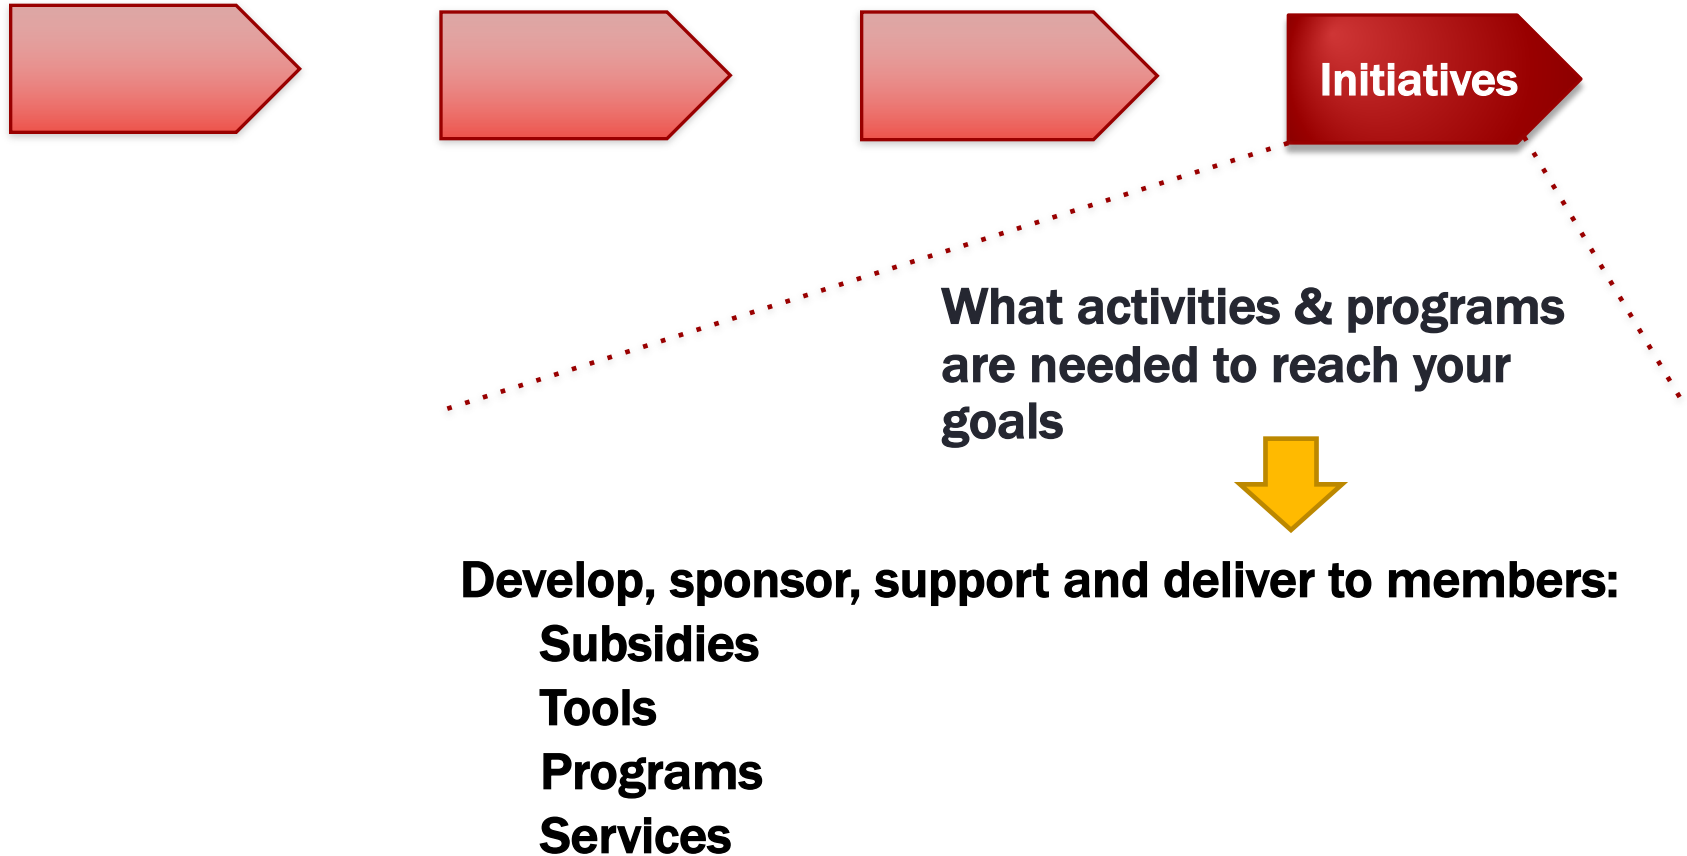 Initiatives
What activities & programs
are needed to reach your
goals
Develop, sponsor, support and deliver to members:
Subsidies
Tools
Programs
Services